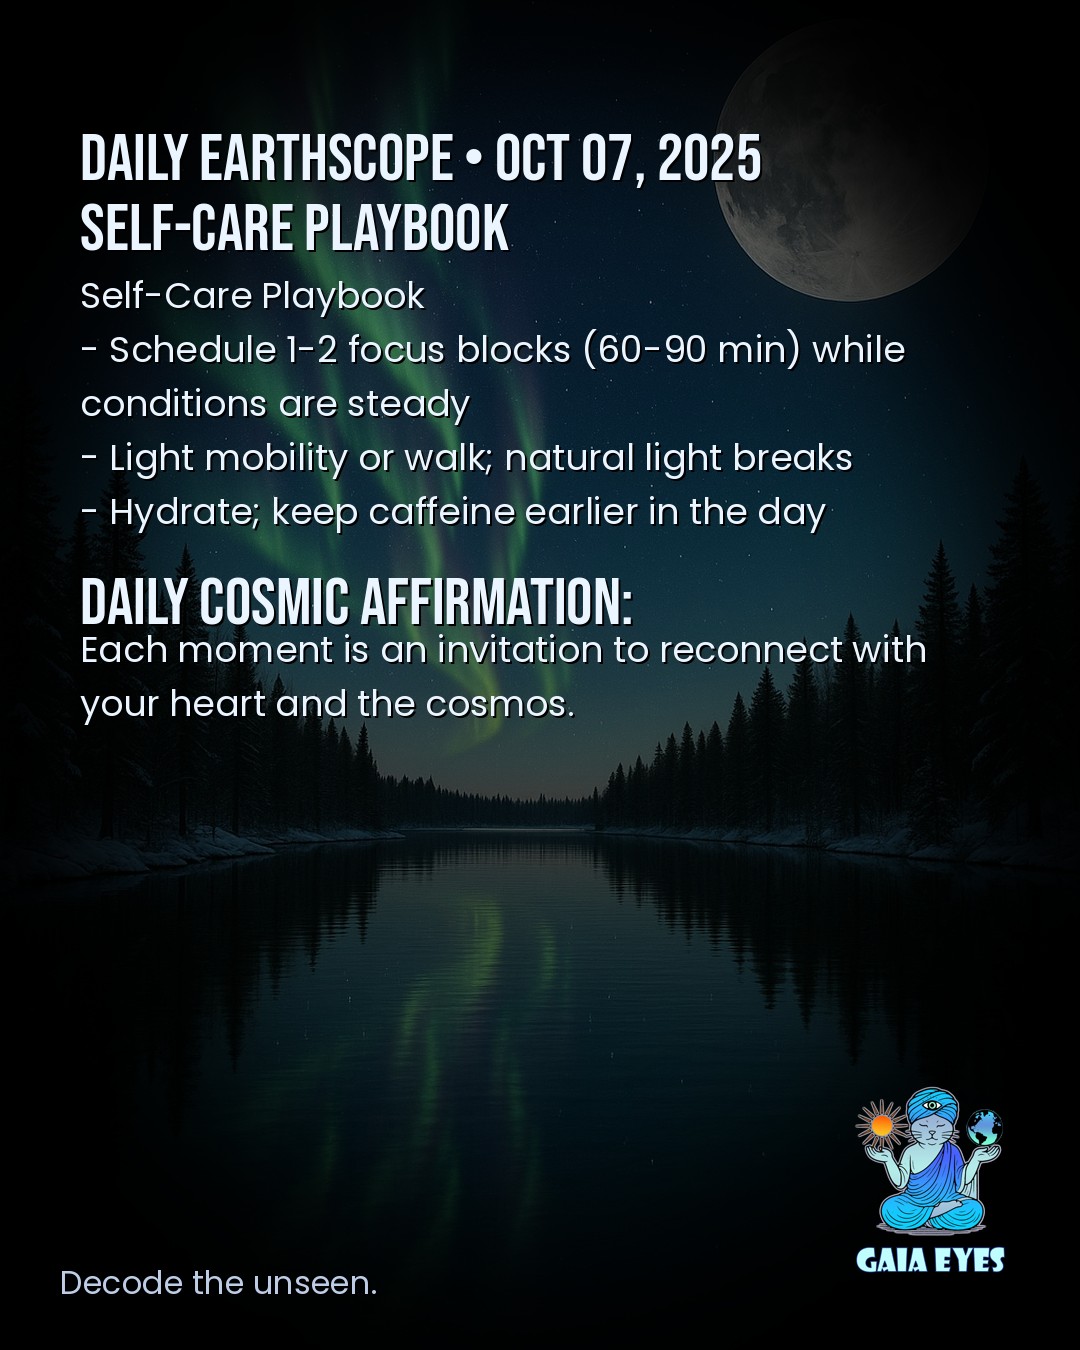 DAILY EARTHSCOPE • OCT 07, 2025
SELF-CARE PLAYBOOK
Self-Care Playbook
- Schedule 1-2 focus blocks (60-90 min) while
conditions are steady
- Light mobility or walk; natural light breaks
- Hydrate; keep caffeine earlier in the day
DAILY COSMIC AFFIRMATION:
Each moment is an invitation to reconnect with
your heart and the cosmos.
GAIA EYES
Decode the unseen.